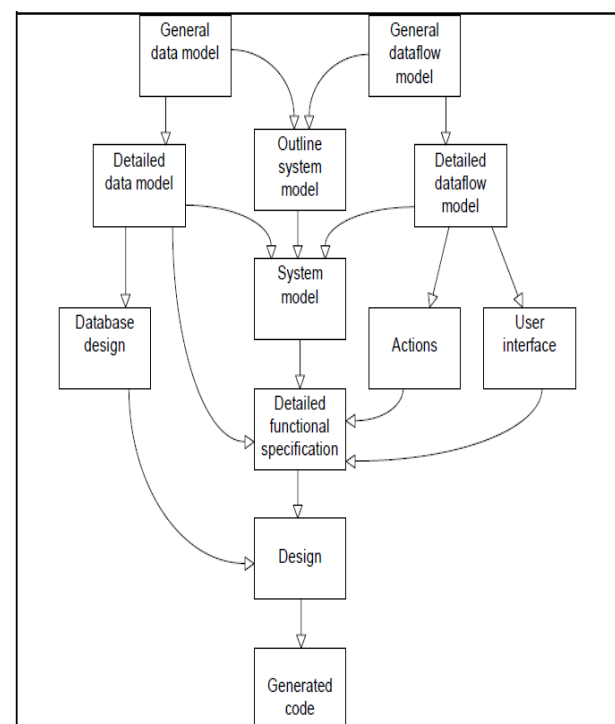 General
data model
General
dataflow
model
Outline
system
model
Detailed
data model
Detailed
dataflow
model
System
model
Database
design
Actions
User
interface
Detailed
functional
specification
Design
Generated
code